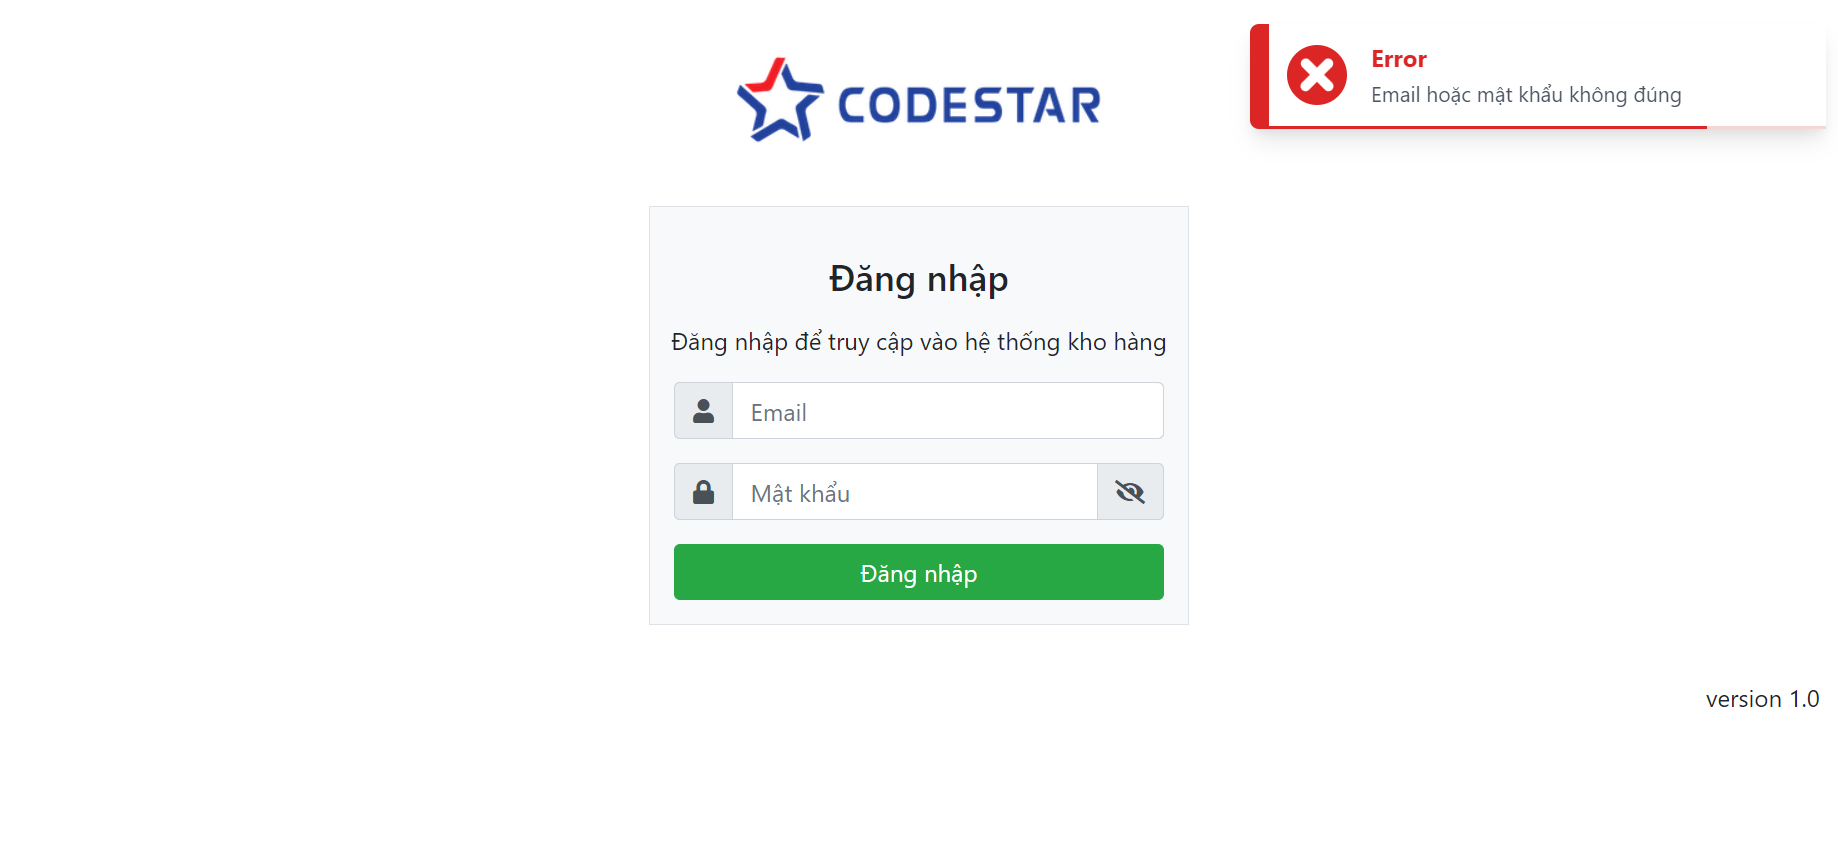 CODESTAR
Error
Email hoặc mật khẩu không đúng
Đăng nhập
Đăng nhập để truy cập vào hệ thống kho hàng
Email
Mật khẩu
Đăng nhập
version 1.0